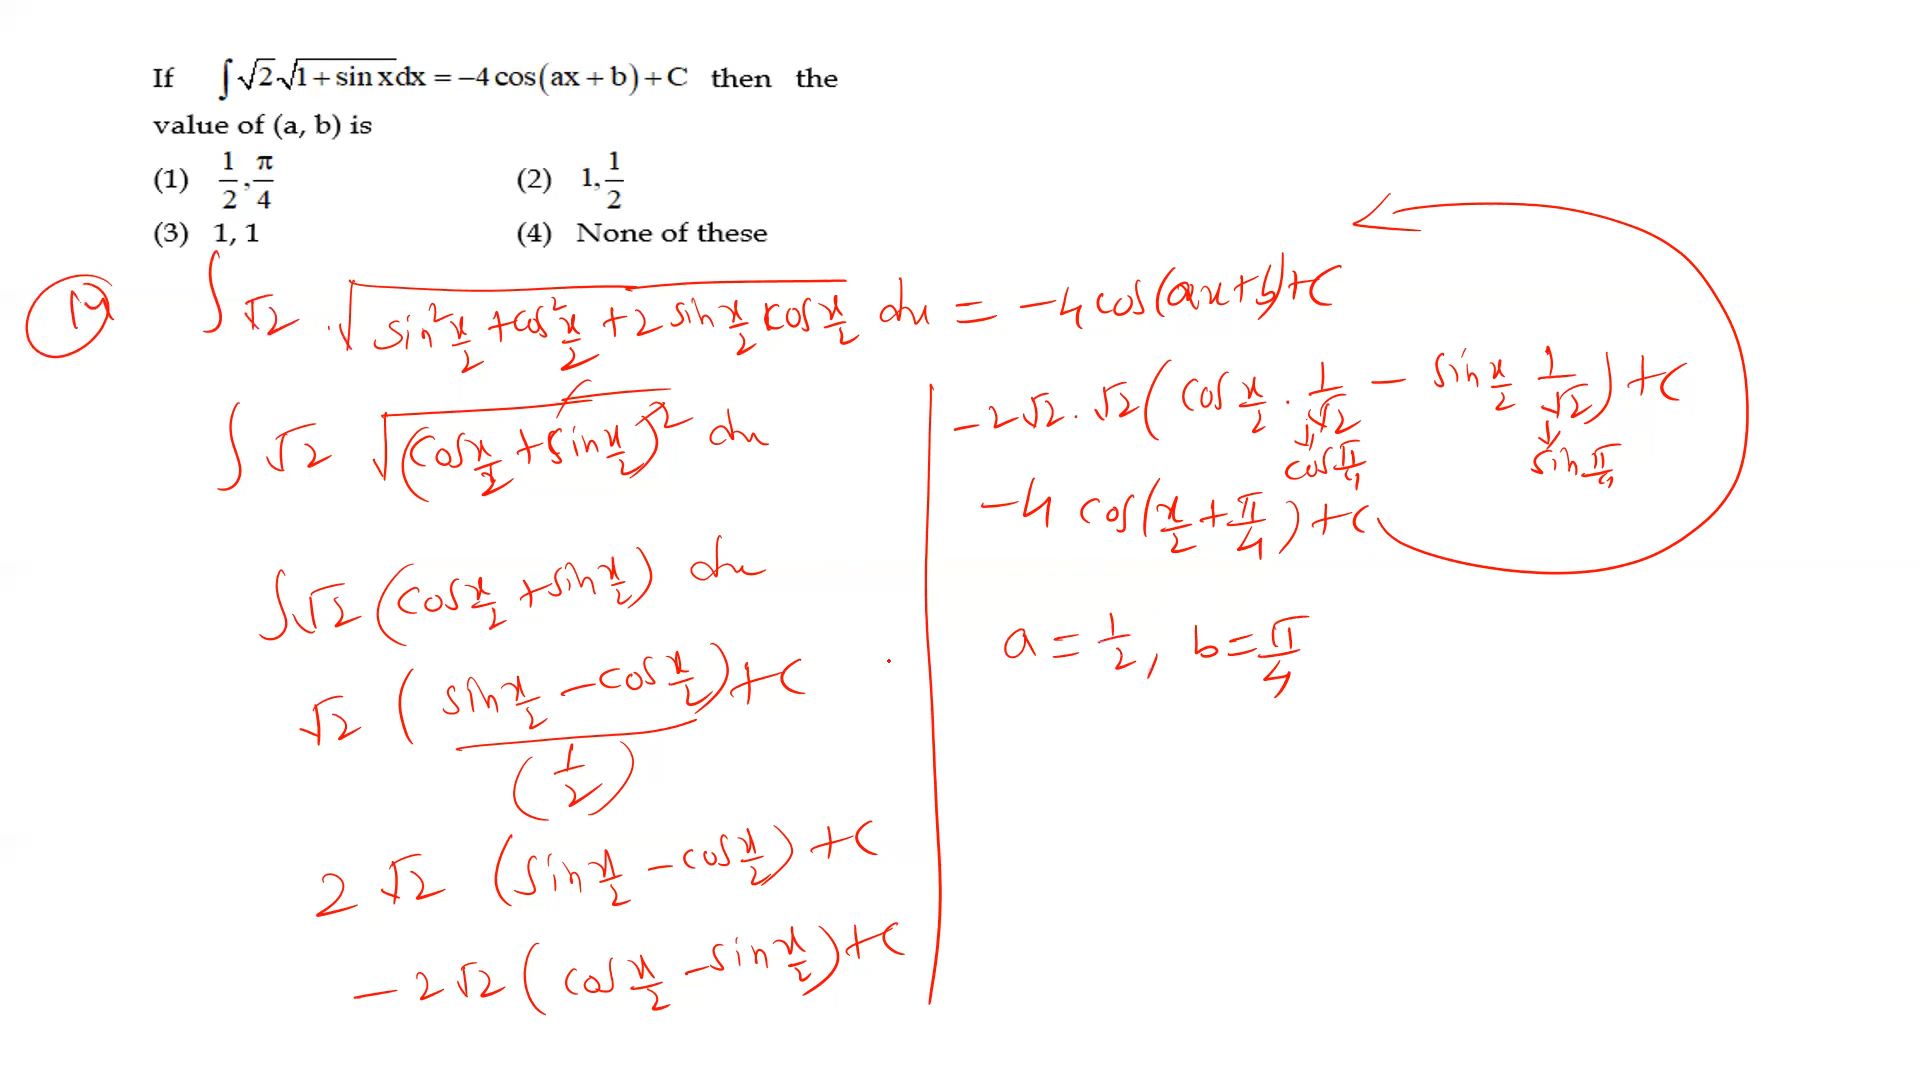 If ∫√2√(1+sin x)dx = −4cos(ax+b)+C then the
value of (a, b) is
(1) 1/2, π/4 (2) 1, 1/2
(3) 1, 1 (4) None of these
14
∫√2 · √(sin²x/2 + cos²x/2 + 2 sin x/2 cos x/2) dx = −4cos(ax+b)+C
∫√2 √((cos x/2 + sin x/2)²) dx
∫√2 (cos x/2 + sin x/2) dx
√2 ((sin x/2 − cos x/2)/(1/2)) + C
2√2 (sin x/2 − cos x/2) + C
−2√2 (cos x/2 − sin x/2) + C
−2√2 · √2 (cos x/2 · 1/√2 − sin x/2 1/√2) + C
↓ cos π/4 ↓ sin π/4
−4 cos(x/2 + π/4) + C
a = 1/2, b = π/4